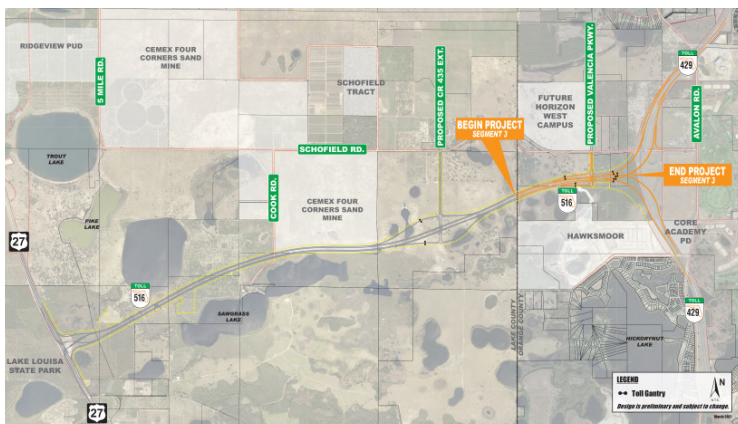 RIDGEVIEW PUD
5 MILE RD.
CEMEX FOUR
CORNERS SAND
MINE
SCHOFIELD
TRACT
PROPOSED CR 435 EXT.
PROPOSED VALENCIA PKWY.
TOLL
429
AVALON RD.
FUTURE
HORIZON
WEST
CAMPUS
BEGIN PROJECT
SEGMENT 3
TROUT
LAKE
SCHOFIELD RD.
END PROJECT
SEGMENT 3
COOK RD.
CEMEX FOUR
CORNERS SAND
MINE
TOLL
516
PIKE
LAKE
27
HAWKSMOOR
CORE
ACADEMY
PD
TOLL
516
SAWGRASS
LAKE
TOLL
429
LAKE COUNTY
ORANGE COUNTY
HICKORYNUT
LAKE
LAKE LOUISA
STATE PARK
27
LEGEND
Toll Gantry
N
Design is preliminary and subject to change.